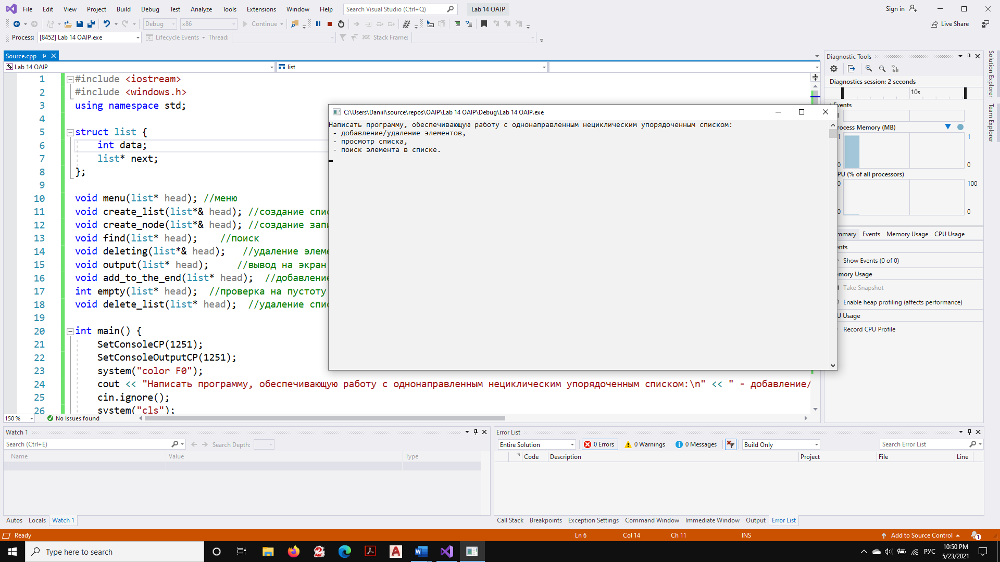 File Edit View Project Build Debug Test Analyze Tools Extensions Window Help Search Visual Studio (Ctrl+Q) Lab 14 OAIP Sign in
Debug x86 Continue Live Share
Process: [8452] Lab 14 OAIP.exe Lifecycle Events Thread: Stack Frame:
Source.cpp
Lab 14 OAIP list
1 #include <iostream>
2 #include <windows.h>
3 using namespace std;
4
5 struct list {
6 int data;
7 list* next;
8 };
9
10 void menu(list* head); //меню
11 void create_list(list*& head); //создание спис
12 void create_node(list*& head); //создание запи
13 void find(list* head); //поиск
14 void deleting(list*& head); //удаление элеме
15 void output(list* head); //вывод на экран
16 void add_to_the_end(list* head); //добавление
17 int empty(list* head); //проверка на пустоту
18 void delete_list(list* head); //удаление спис
19
20 int main() {
21 SetConsoleCP(1251);
22 SetConsoleOutputCP(1251);
23 system("color F0");
24 cout << "Написать программу, обеспечивающую работу с однонаправленным нециклическим упорядоченным списком:\n" << " - добавление/
25 cin.ignore();
26 system("cls");
150 % No issues found
C:\Users\Daniil\source\repos\OAIP\Lab 14 OAIP\Debug\Lab 14 OAIP.exe
Написать программу, обеспечивающую работу с однонаправленным нециклическим упорядоченным списком:
- добавление/удаление элементов,
- просмотр списка,
- поиск элемента в списке.
Diagnostic Tools
Diagnostics session: 2 seconds
10s
Events
rocess Memory (MB)
1 1
0 0
PU (% of all processors)
0 100
0 0
mmary Events Memory Usage CPU Usage
ents
Show Events (0 of 0)
emory Usage
Take Snapshot
Enable heap profiling (affects performance)
U Usage
Record CPU Profile
Solution Explorer
Team Explorer
Watch 1
Search (Ctrl+E) Search Depth:
Name Value Type
Autos Locals Watch 1
Error List
Entire Solution 0 Errors 0 Warnings 0 Messages Build Only Search Error List
Code Description Project File Line
Call Stack Breakpoints Exception Settings Command Window Immediate Window Output Error List
Ready Ln 6 Col 14 Ch 11 INS Add to Source Control 1
Type here to search РУС 10:50 PM
5/23/2021